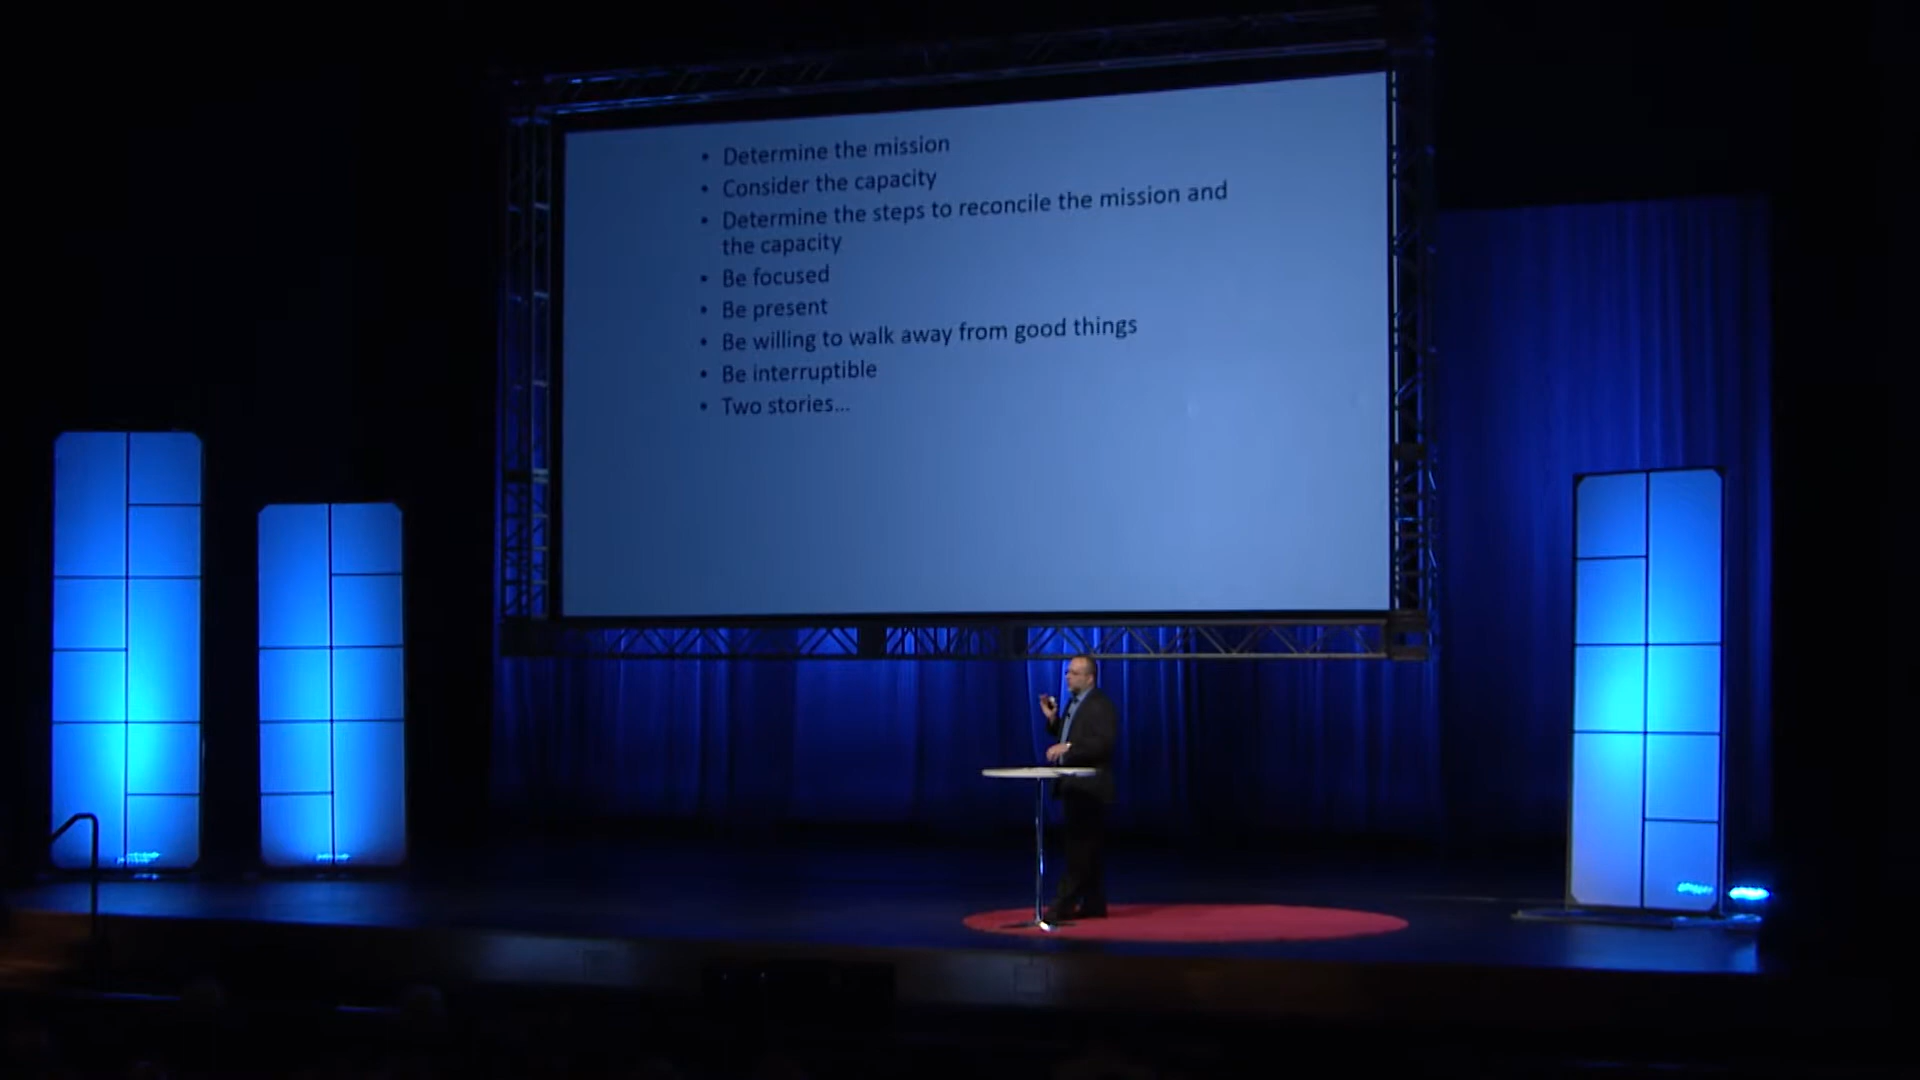 • Determine the mission
• Consider the capacity
• Determine the steps to reconcile the mission and
the capacity
• Be focused
• Be present
• Be willing to walk away from good things
• Be interruptible
• Two stories...